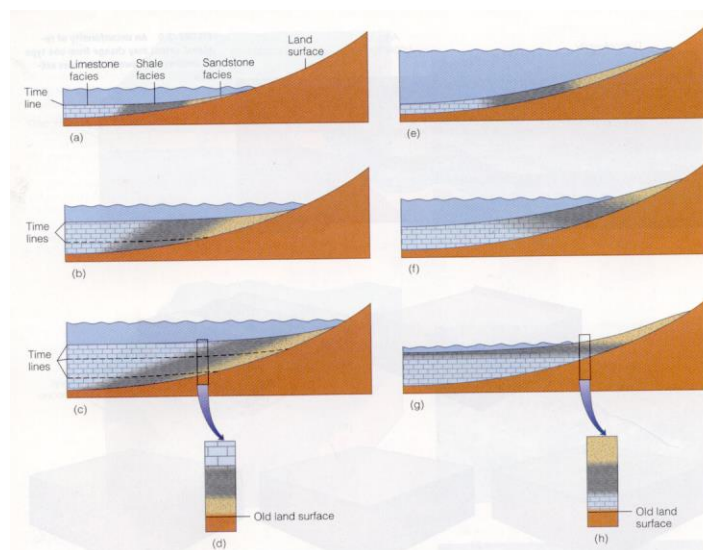 Land
surface
Limestone
facies
Shale
facies
Sandstone
facies
Time
line
(a)
(e)
Time
lines
(b)
(f)
Time
lines
(c)
(g)
Old land surface
(d)
Old land
surface
(h)